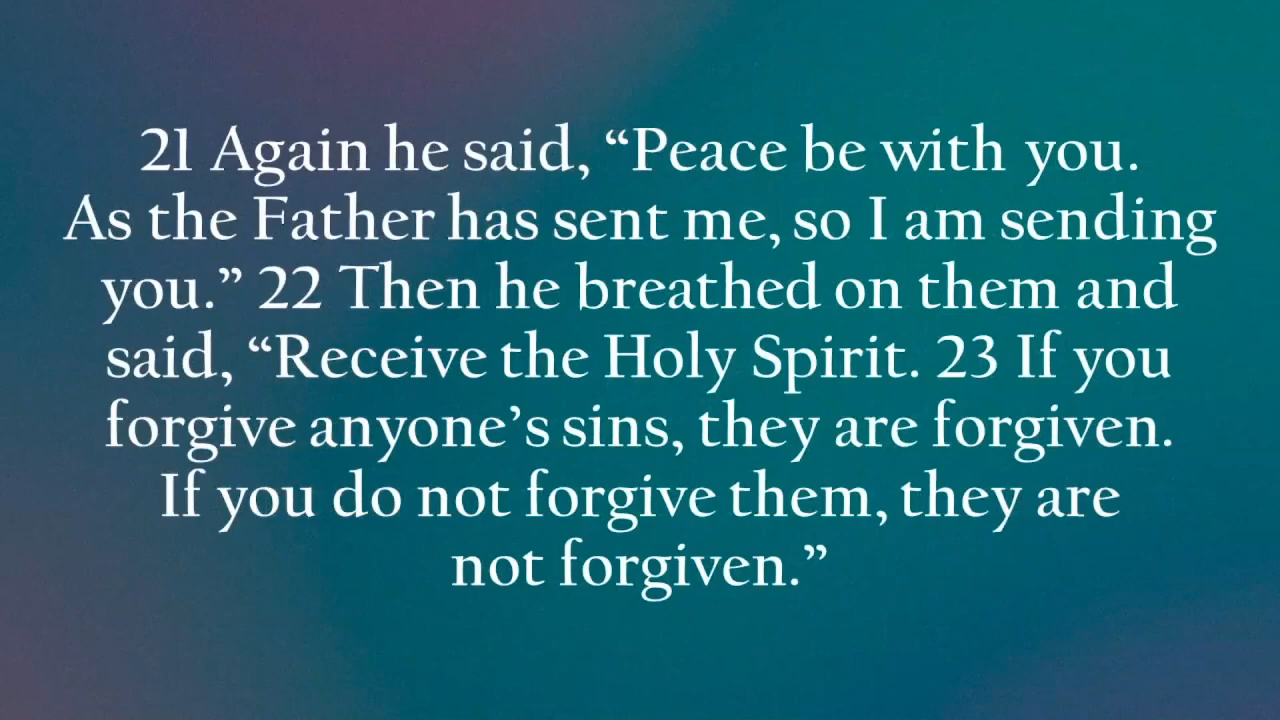 21 Again he said, “Peace be with you.
As the Father has sent me, so I am sending
you.” 22 Then he breathed on them and
said, “Receive the Holy Spirit. 23 If you
forgive anyone’s sins, they are forgiven.
If you do not forgive them, they are
not forgiven.”